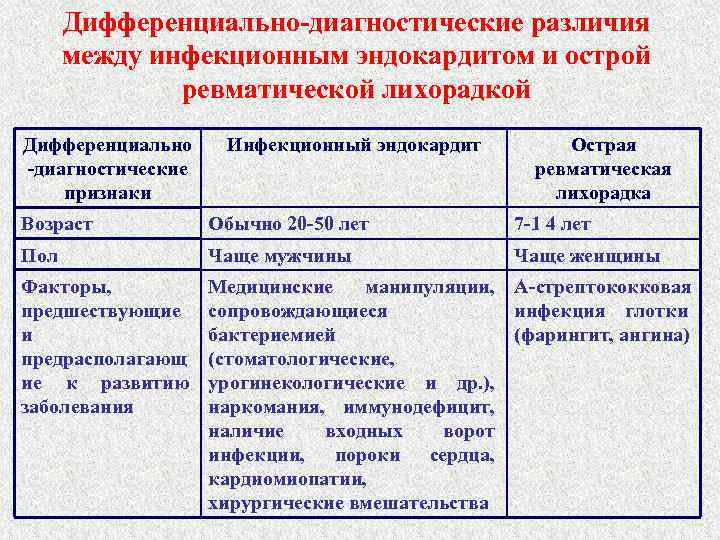 Дифференциально-диагностические различия
между инфекционным эндокардитом и острой
ревматической лихорадкой
Дифференциально
-диагностические
признаки
Инфекционный эндокардит
Острая
ревматическая
лихорадка
Возраст
Обычно 20-50 лет
7-1 4 лет
Пол
Чаще мужчины
Чаще женщины
Факторы,
предшествующие
и
предрасполагающ
ие к развитию
заболевания
Медицинские манипуляции,
сопровождающиеся
бактериемией
(стоматологические,
урогинекологические и др.),
наркомания, иммунодефицит,
наличие входных ворот
инфекции, пороки сердца,
кардиомиопатии,
хирургические вмешательства
А-стрептококковая
инфекция глотки
(фарингит, ангина)